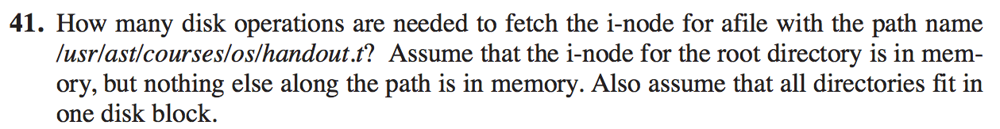 41. How many disk operations are needed to fetch the i-node for afile with the path name
/usr/ast/courses/os/handout.t? Assume that the i-node for the root directory is in mem-
ory, but nothing else along the path is in memory. Also assume that all directories fit in
one disk block.